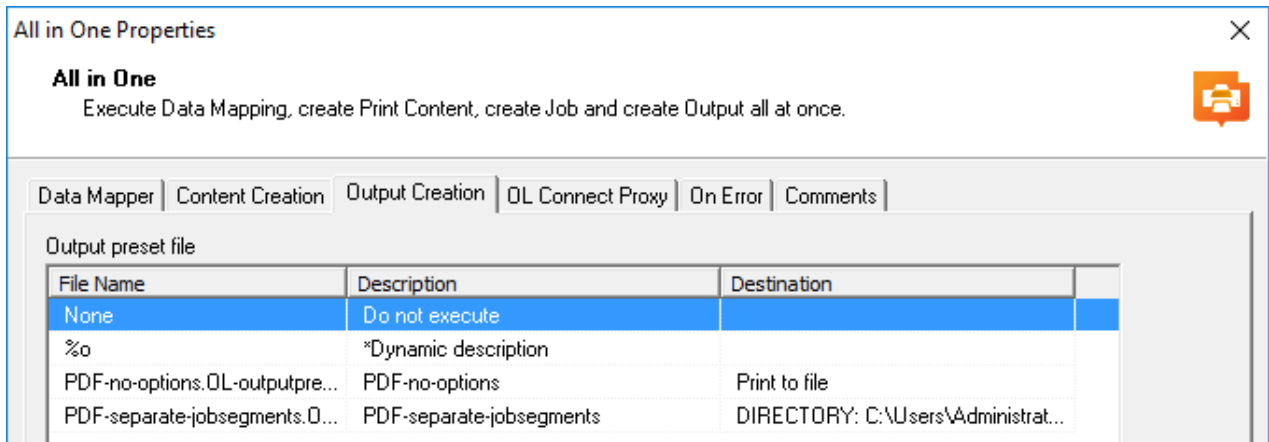 All in One Properties
All in One
Execute Data Mapping, create Print Content, create Job and create Output all at once.
Data Mapper Content Creation Output Creation OL Connect Proxy On Error Comments
Output preset file
File Name Description Destination
None Do not execute
%o *Dynamic description
PDF-no-options.OL-outputpre... PDF-no-options Print to file
PDF-separate-jobsegments.O... PDF-separate-jobsegments DIRECTORY: C:\Users\Administrat...